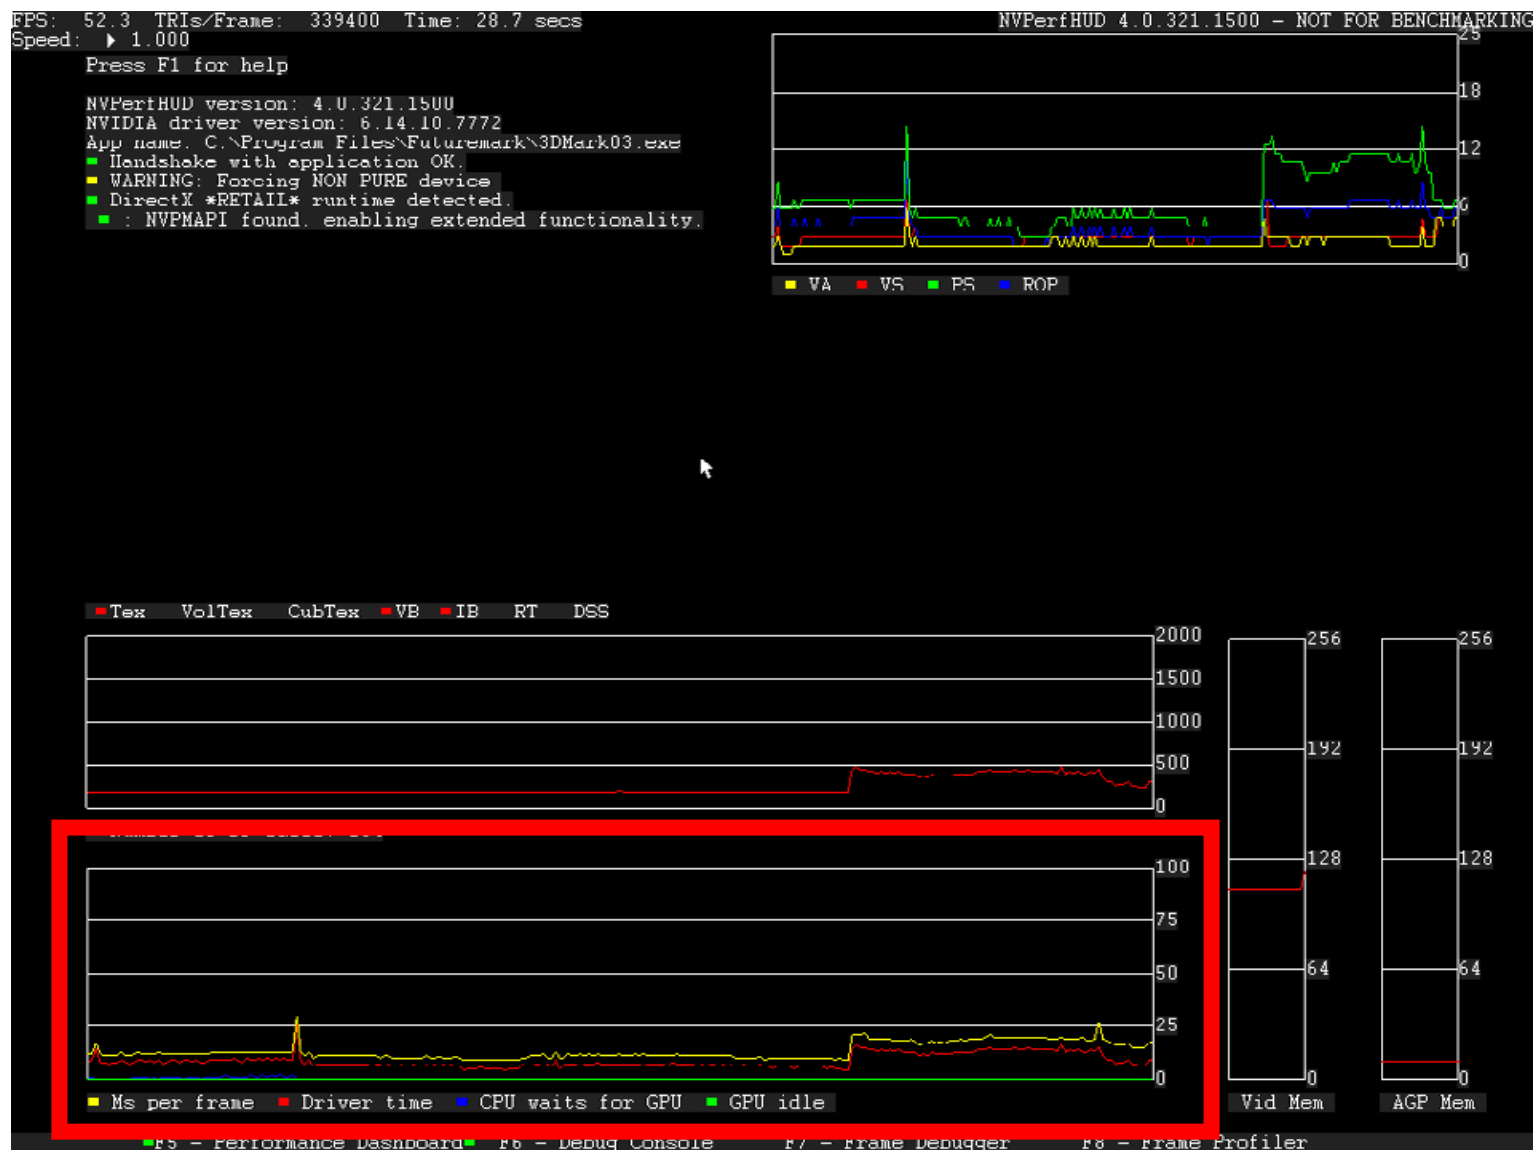 FPS: 52.3 TRIs/Frame: 339400 Time: 28.7 secs
NVPerfHUD 4.0.321.1500 - NOT FOR BENCHMARKING
Speed: 1.000
Press F1 for help
NVPerfHUD version: 4.0.321.1500
NVIDIA driver version: 6.14.10.7772
App name. C.\Program Files\Futuremark\3DMark03.exe
Handshake with application OK.
WARNING: Forcing NON PURE device
DirectX *RETAIL* runtime detected.
: NVPMAPI found. enabling extended functionality.
25
18
12
6
0
VA VS PS ROP
Tex VolTex CubTex VB IB RT DSS
2000
1500
1000
500
0
256
192
128
64
0
Vid Mem
256
192
128
64
0
AGP Mem
100
75
50
25
0
Ms per frame Driver time CPU waits for GPU GPU idle
F5 - Performance Dashboard F6 - Debug Console F7 - Frame Debugger F8 - Frame Profiler